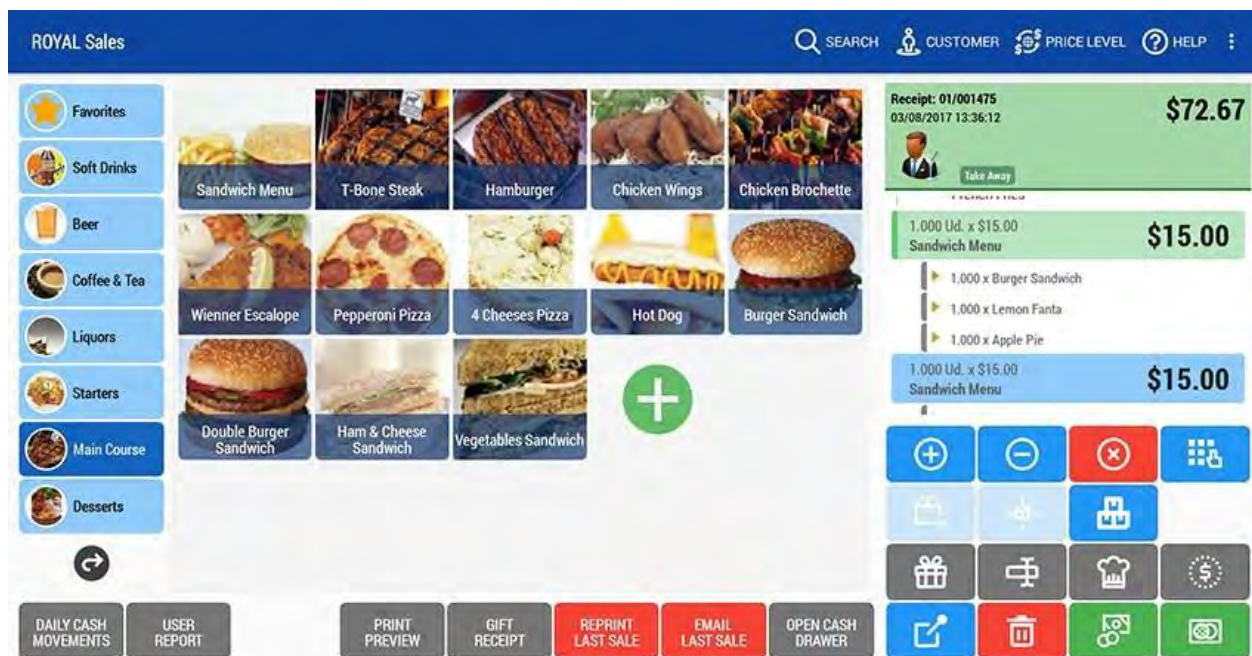 ROYAL Sales
SEARCH
CUSTOMER
PRICE LEVEL
HELP
Favorites
Soft Drinks
Beer
Coffee & Tea
Liquors
Starters
Main Course
Desserts
Sandwich Menu
T-Bone Steak
Hamburger
Chicken Wings
Chicken Brochette
Wienner Escalope
Pepperoni Pizza
4 Cheeses Pizza
Hot Dog
Burger Sandwich
Double Burger
Sandwich
Ham & Cheese
Sandwich
Vegetables Sandwich
Receipt: 01/001475
$72.67
03/08/2017 13:36:12
Take Away
1.000 Ud. x $15.00
Sandwich Menu
$15.00
1.000 x Burger Sandwich
1.000 x Lemon Fanta
1.000 x Apple Pie
1.000 Ud. x $15.00
Sandwich Menu
$15.00
DAILY CASH
MOVEMENTS
USER
REPORT
PRINT
PREVIEW
GIFT
RECEIPT
REPRINT
LAST SALE
EMAIL
LAST SALE
OPEN CASH
DRAWER